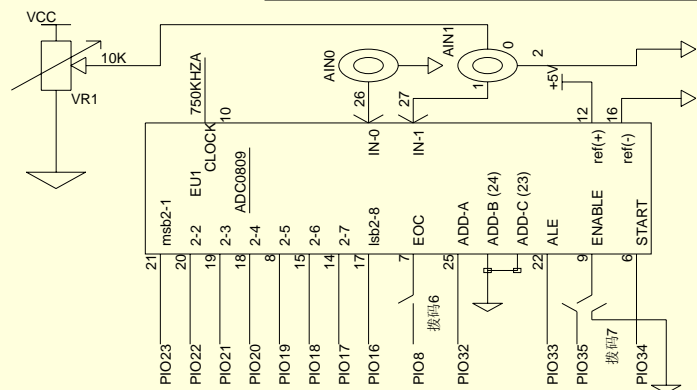 VCC
10K
VR1
750KHZA
10
AIN0
26
AIN1
27
1
0
2
+5V
12
16
EU1
CLOCK
ADC0809
IN-0
IN-1
ref(+)
ref(-)
msb2-1
2-2
2-3
2-4
2-5
2-6
2-7
lsb2-8
EOC
ADD-A
ADD-B (24)
ADD-C (23)
ALE
ENABLE
START
21
20
19
18
8
15
14
17
7
25
22
9
6
拨码6
拨码7
PIO23
PIO22
PIO21
PIO20
PIO19
PIO18
PIO17
PIO16
PIO8
PIO32
PIO33
PIO35
PIO34